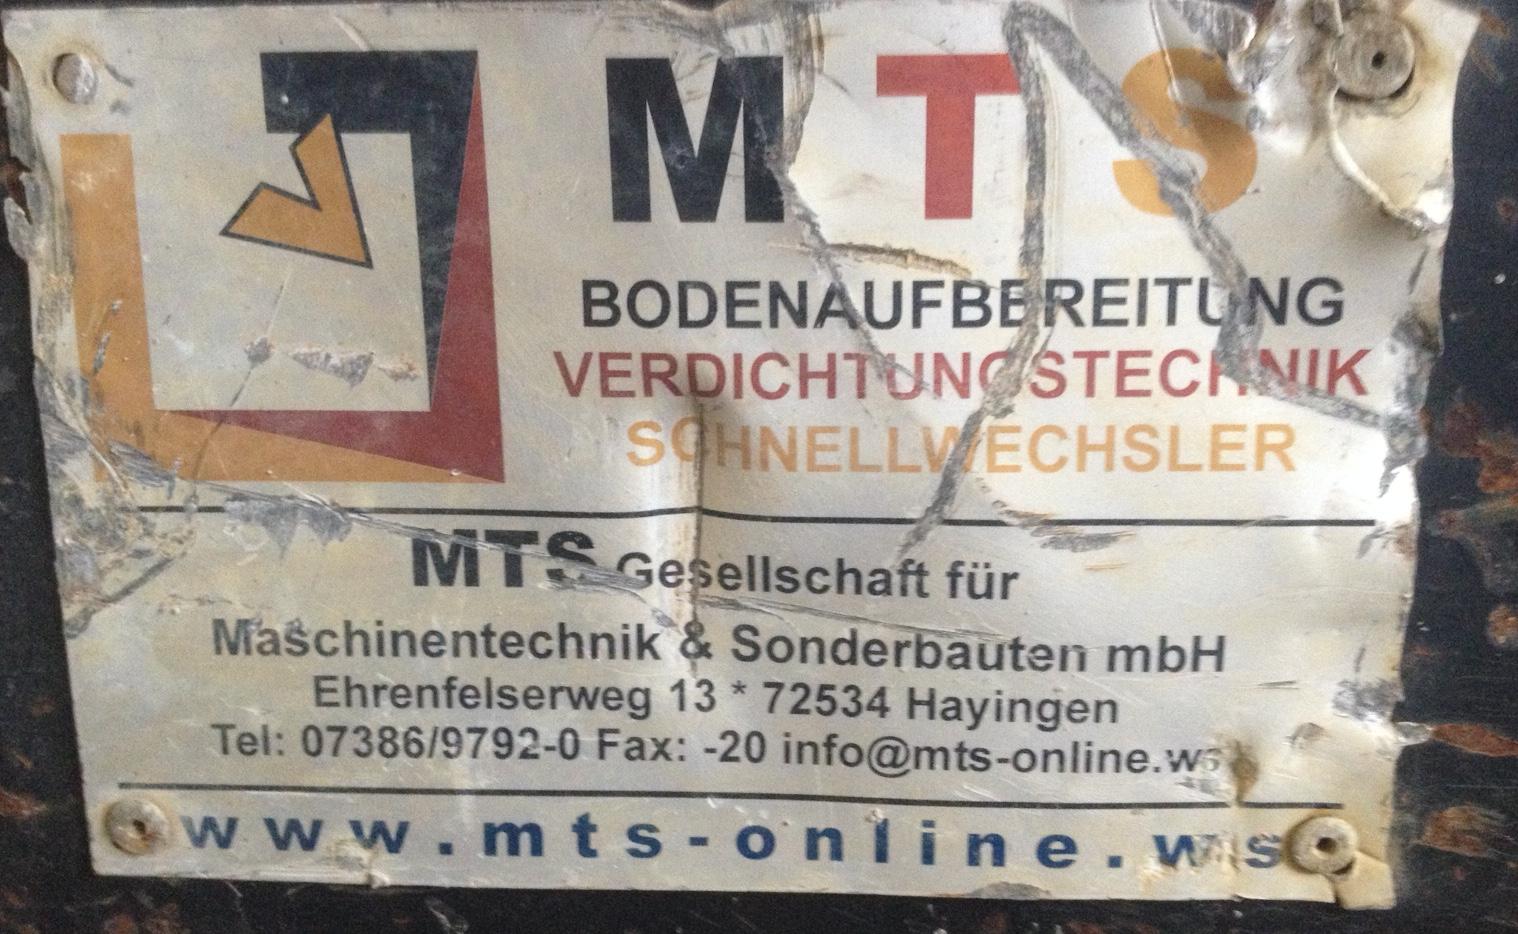 MTS
BODENAUFBEREITUNG
VERDICHTUNGSTECHNIK
SCHNELLWECHSLER
MTS Gesellschaft für
Maschinentechnik & Sonderbauten mbH
Ehrenfelserweg 13 * 72534 Hayingen
Tel: 07386/9792-0 Fax: -20 info@mts-online.ws
www.mts-online.ws